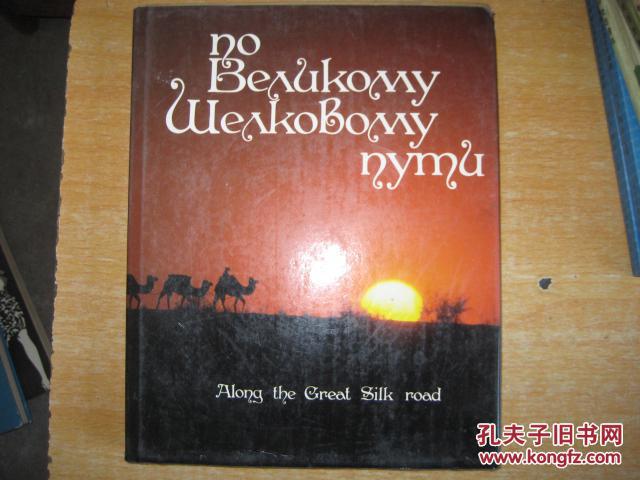 по
Великому
Шелковому
пути
Along the Great Silk road
孔夫子旧书网
www.kongfz.com